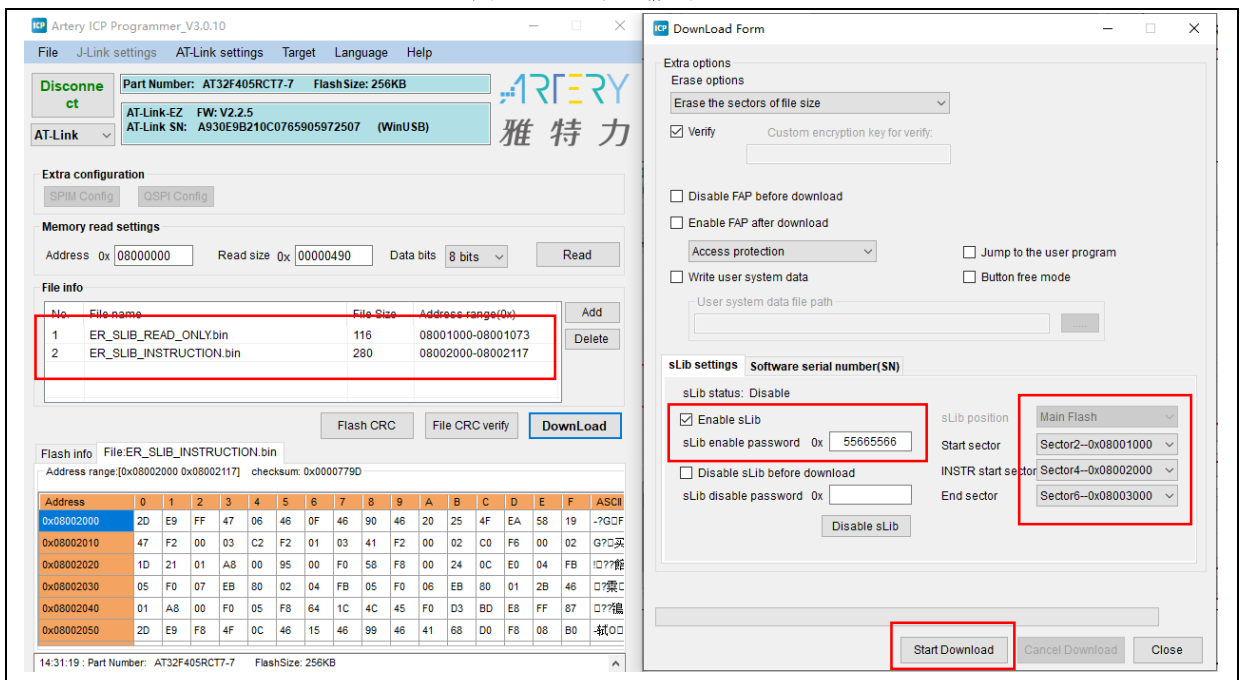 Artery ICP Programmer_V3.0.10
File J-Link settings AT-Link settings Target Language Help
Disconnect
Part Number: AT32F405RCT7-7 FlashSize: 256KB
AT-Link-EZ FW: V2.2.5
AT-Link SN: A930E9B210C0765905972507 (WinUSB)
AT-Link
ARTERY
雅特力
Extra configuration
SPIM Config QSPI Config
Memory read settings
Address 0x 08000000 Read size 0x 00000490 Data bits 8 bits Read
File info
No. File name File Size Address range(0x) Add
1 ER_SLIB_READ_ONLY.bin 116 08001000-08001073
Delete
2 ER_SLIB_INSTRUCTION.bin 280 08002000-08002117
Flash CRC File CRC verify DownLoad
Flash info File:ER_SLIB_INSTRUCTION.bin
Address range:[0x08002000 0x08002117] checksum: 0x0000779D
Address 0 1 2 3 4 5 6 7 8 9 A B C D E F ASCII
0x08002000 2D E9 FF 47 06 46 0F 46 90 46 20 25 4F EA 58 19
0x08002010 47 F2 00 03 C2 F2 01 03 41 F2 00 02 C0 F6 00 02
0x08002020 1D 21 01 A8 00 95 00 F0 58 F8 00 24 0C E0 04 FB
0x08002030 05 F0 07 EB 80 02 04 FB 05 F0 06 EB 80 01 2B 46
0x08002040 01 A8 00 F0 05 F8 64 1C 4C 45 F0 D3 BD E8 FF 87
0x08002050 2D E9 F8 4F 0C 46 15 46 99 46 41 68 D0 F8 08 B0
14:31:19 : Part Number: AT32F405RCT7-7 FlashSize: 256KB
DownLoad Form
Extra options
Erase options
Erase the sectors of file size
Verify Custom encryption key for verify:
Disable FAP before download
Enable FAP after download
Access protection Jump to the user program
Write user system data Button free mode
User system data file path
.....
sLib settings Software serial number(SN)
sLib status: Disable
Enable sLib sLib position Main Flash
sLib enable password 0x 55665566 Start sector Sector2--0x08001000
Disable sLib before download INSTR start sector Sector4--0x08002000
sLib disable password 0x End sector Sector6--0x08003000
Disable sLib
Start Download Cancel Download Close